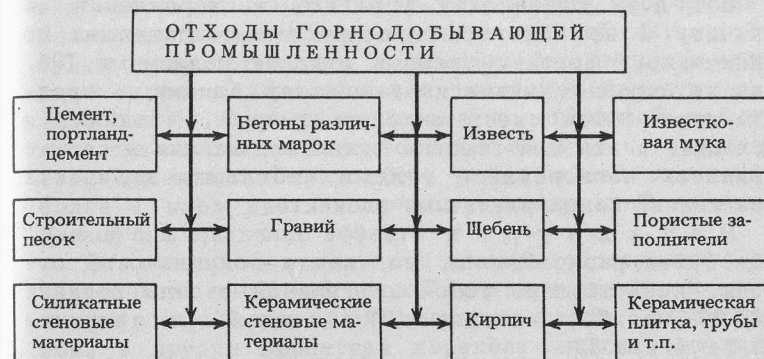 ОТХОДЫ ГОРНОДОБЫВАЮЩЕЙ
ПРОМЫШЛЕННОСТИ
Цемент,
портланд-
цемент
Бетоны различ-
ных марок
Известь
Известко-
вая мука
Строительный
песок
Гравий
Щебень
Пористые за-
полнители
Силикатные
стеновые
материалы
Керамические
стеновые ма-
териалы
Кирпич
Керамическая
плитка, трубы
и т.п.